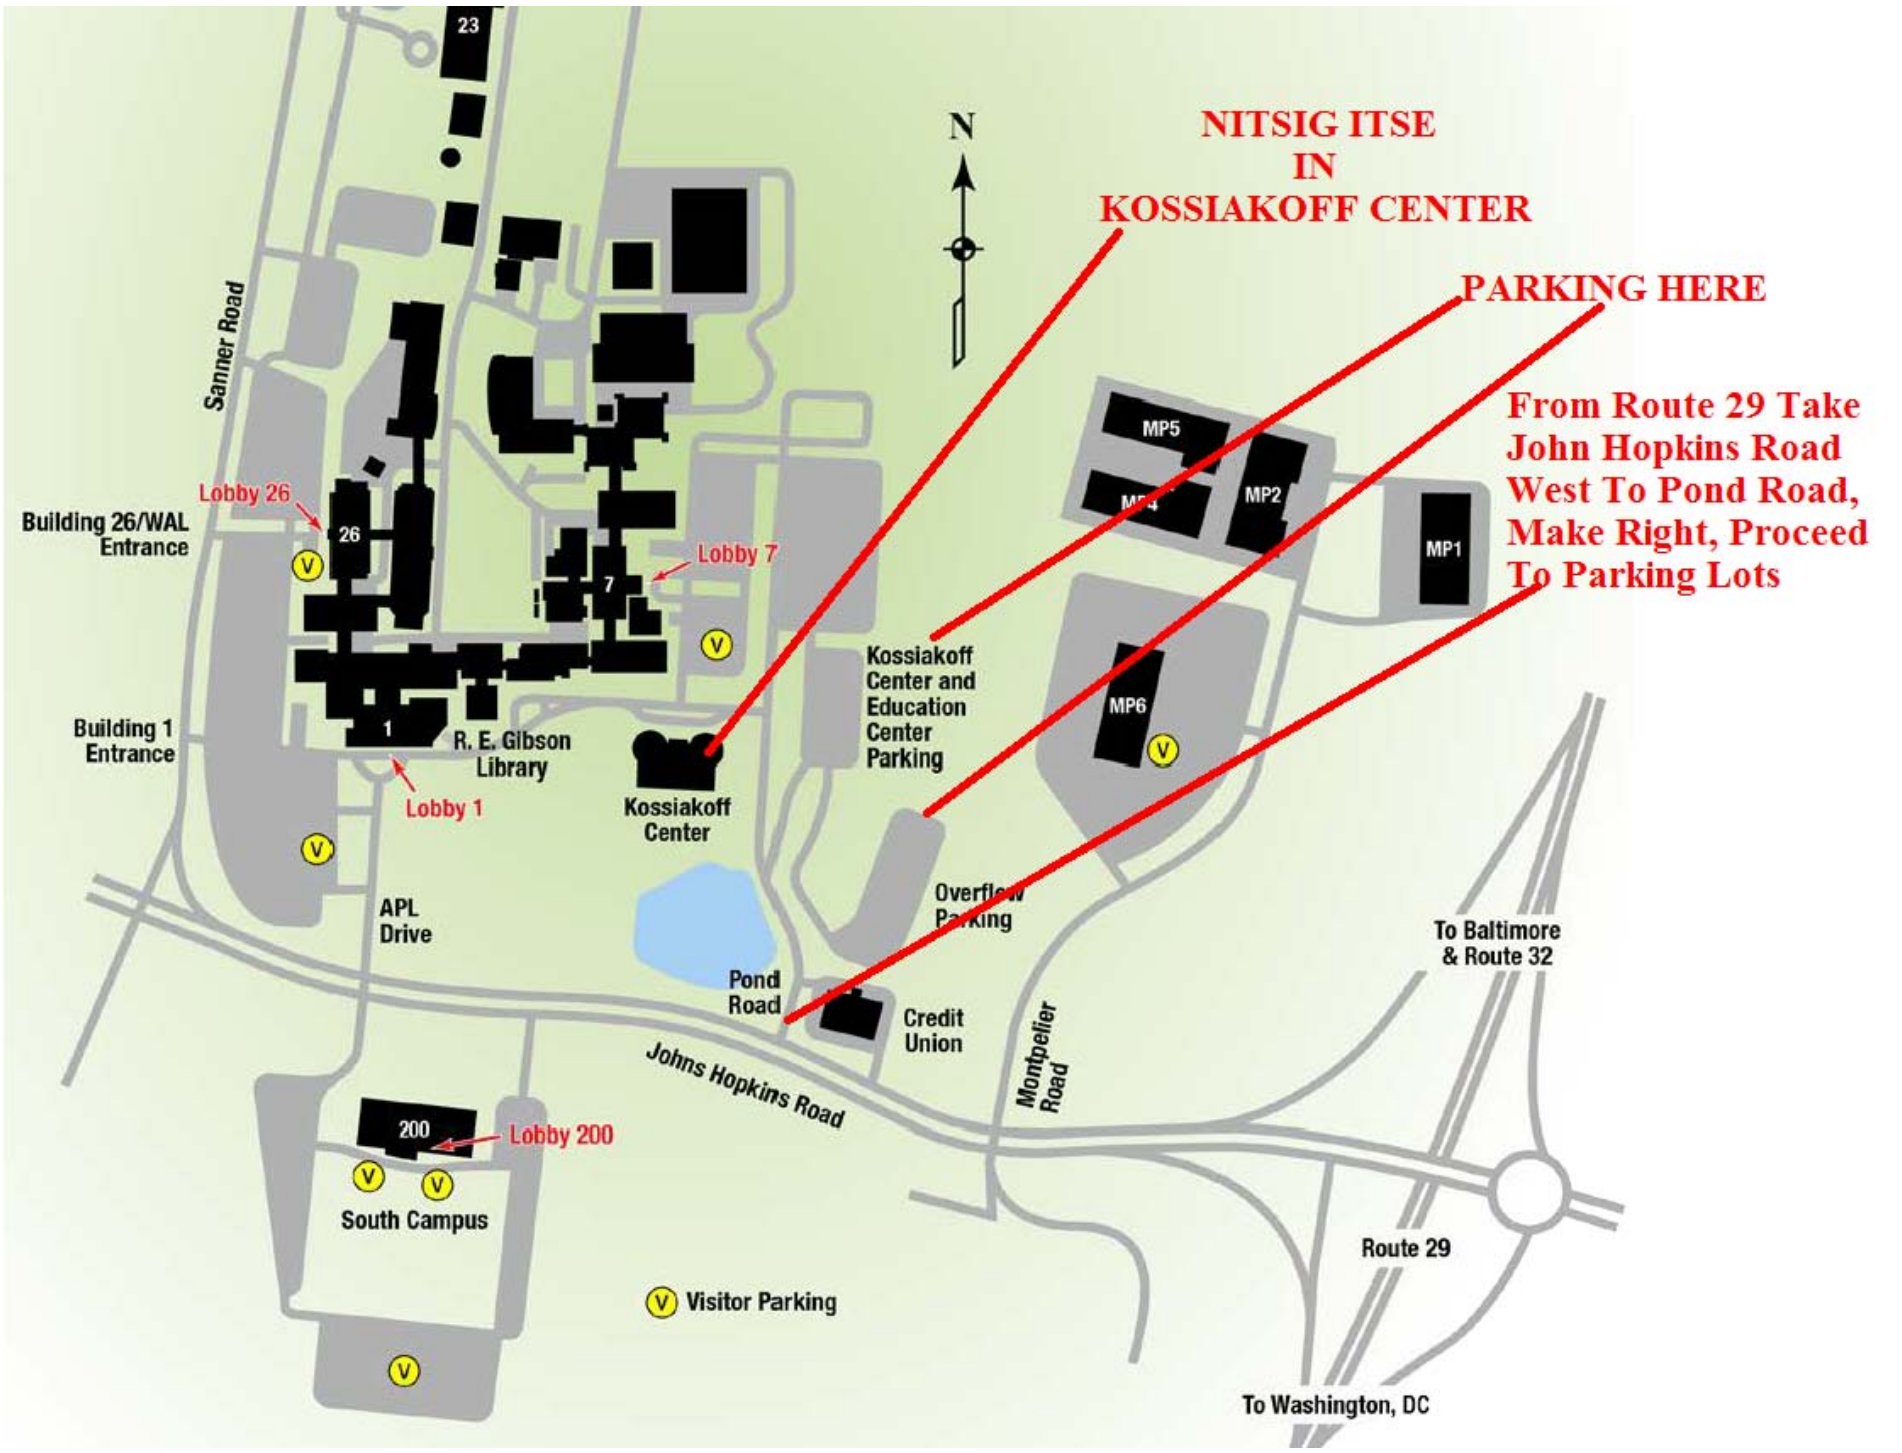 23
N
NITSIG ITSE
IN
KOSSIAKOFF CENTER
PARKING HERE
From Route 29 Take
John Hopkins Road
West To Pond Road,
Make Right, Proceed
To Parking Lots
Sanner Road
MP5
MP4
MP2
MP1
Lobby 26
Building 26/WAL
Entrance
26
V
Lobby 7
7
V
Kossiakoff
Center and
Education
Center
Parking
MP6
V
Building 1
Entrance
1
R. E. Gibson
Library
Lobby 1
Kossiakoff
Center
V
APL
Drive
Overflow
Parking
To Baltimore
& Route 32
Pond
Road
Credit
Union
Montpelier
Road
Johns Hopkins Road
200
Lobby 200
V
V
South Campus
Route 29
V
Visitor Parking
V
To Washington, DC